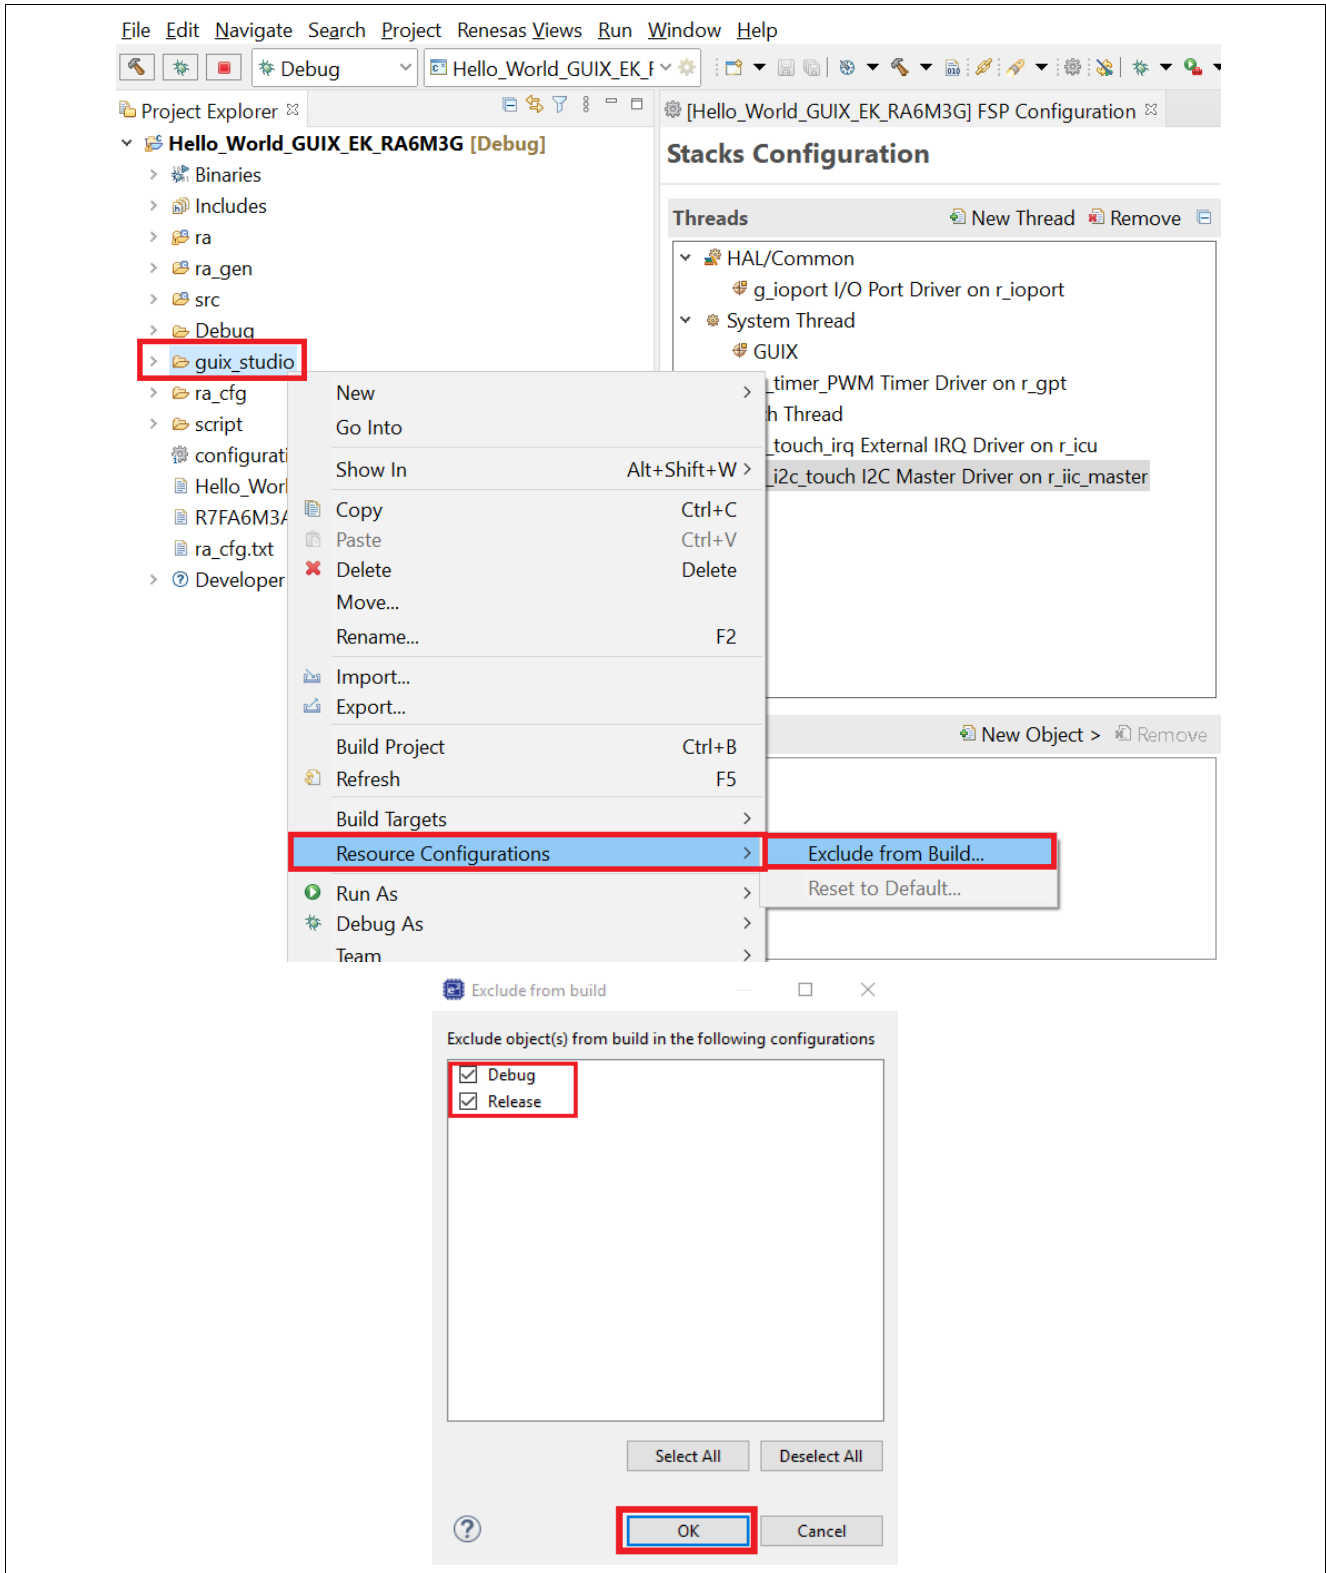 File Edit Navigate Search Project Renesas Views Run Window Help
Debug
Hello_World_GUIX_EK_F
Project Explorer
[Hello_World_GUIX_EK_RA6M3G] FSP Configuration
Hello_World_GUIX_EK_RA6M3G [Debug]
Binaries
Includes
ra
ra_gen
src
Debug
guix_studio
ra_cfg
script
configurati
Hello_Worl
R7FA6M3A
ra_cfg.txt
Developer
Stacks Configuration
Threads New Thread Remove
HAL/Common
g_ioport I/O Port Driver on r_ioport
System Thread
GUIX
_timer_PWM Timer Driver on r_gpt
h Thread
_touch_irq External IRQ Driver on r_icu
_i2c_touch I2C Master Driver on r_iic_master
New Object > Remove
New
Go Into
Show In Alt+Shift+W
Copy Ctrl+C
Paste Ctrl+V
Delete Delete
Move...
Rename... F2
Import...
Export...
Build Project Ctrl+B
Refresh F5
Build Targets
Resource Configurations
Exclude from Build...
Reset to Default...
Run As
Debug As
Team
Exclude from build
Exclude object(s) from build in the following configurations
Debug
Release
Select All Deselect All
OK Cancel